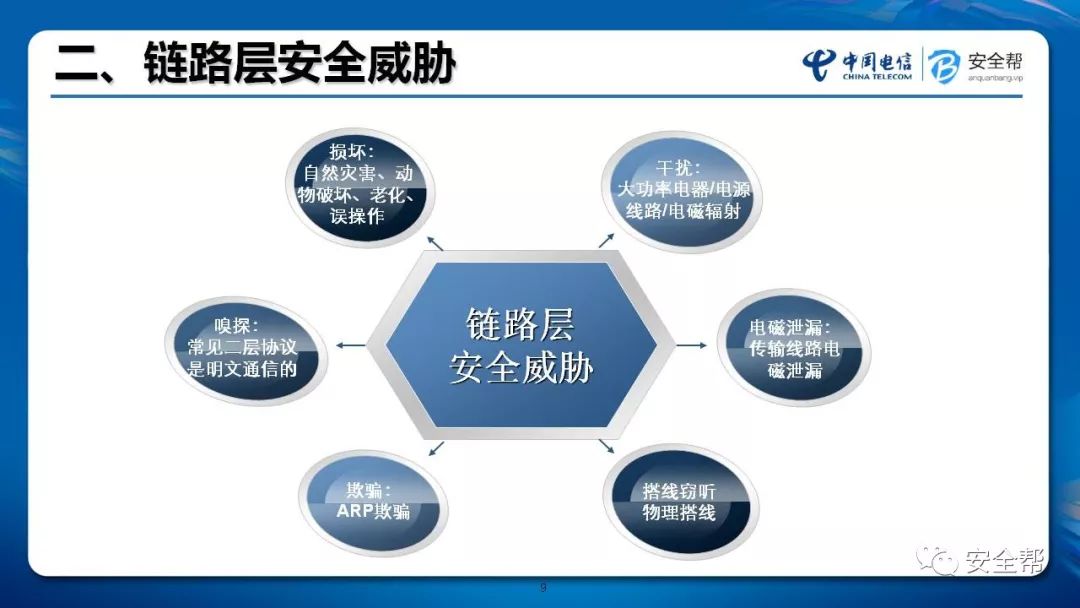 二、链路层安全威胁
中国电信
CHINA TELECOM
安全帮
anquanbang.vip
损坏：
自然灾害、动
物破坏、老化、
误操作
干扰：
大功率电器/电源
线路/电磁辐射
嗅探：
常见二层协议
是明文通信的
链路层
安全威胁
电磁泄漏：
传输线路电
磁泄漏
欺骗：
ARP欺骗
搭线窃听
物理搭线
安全帮
9